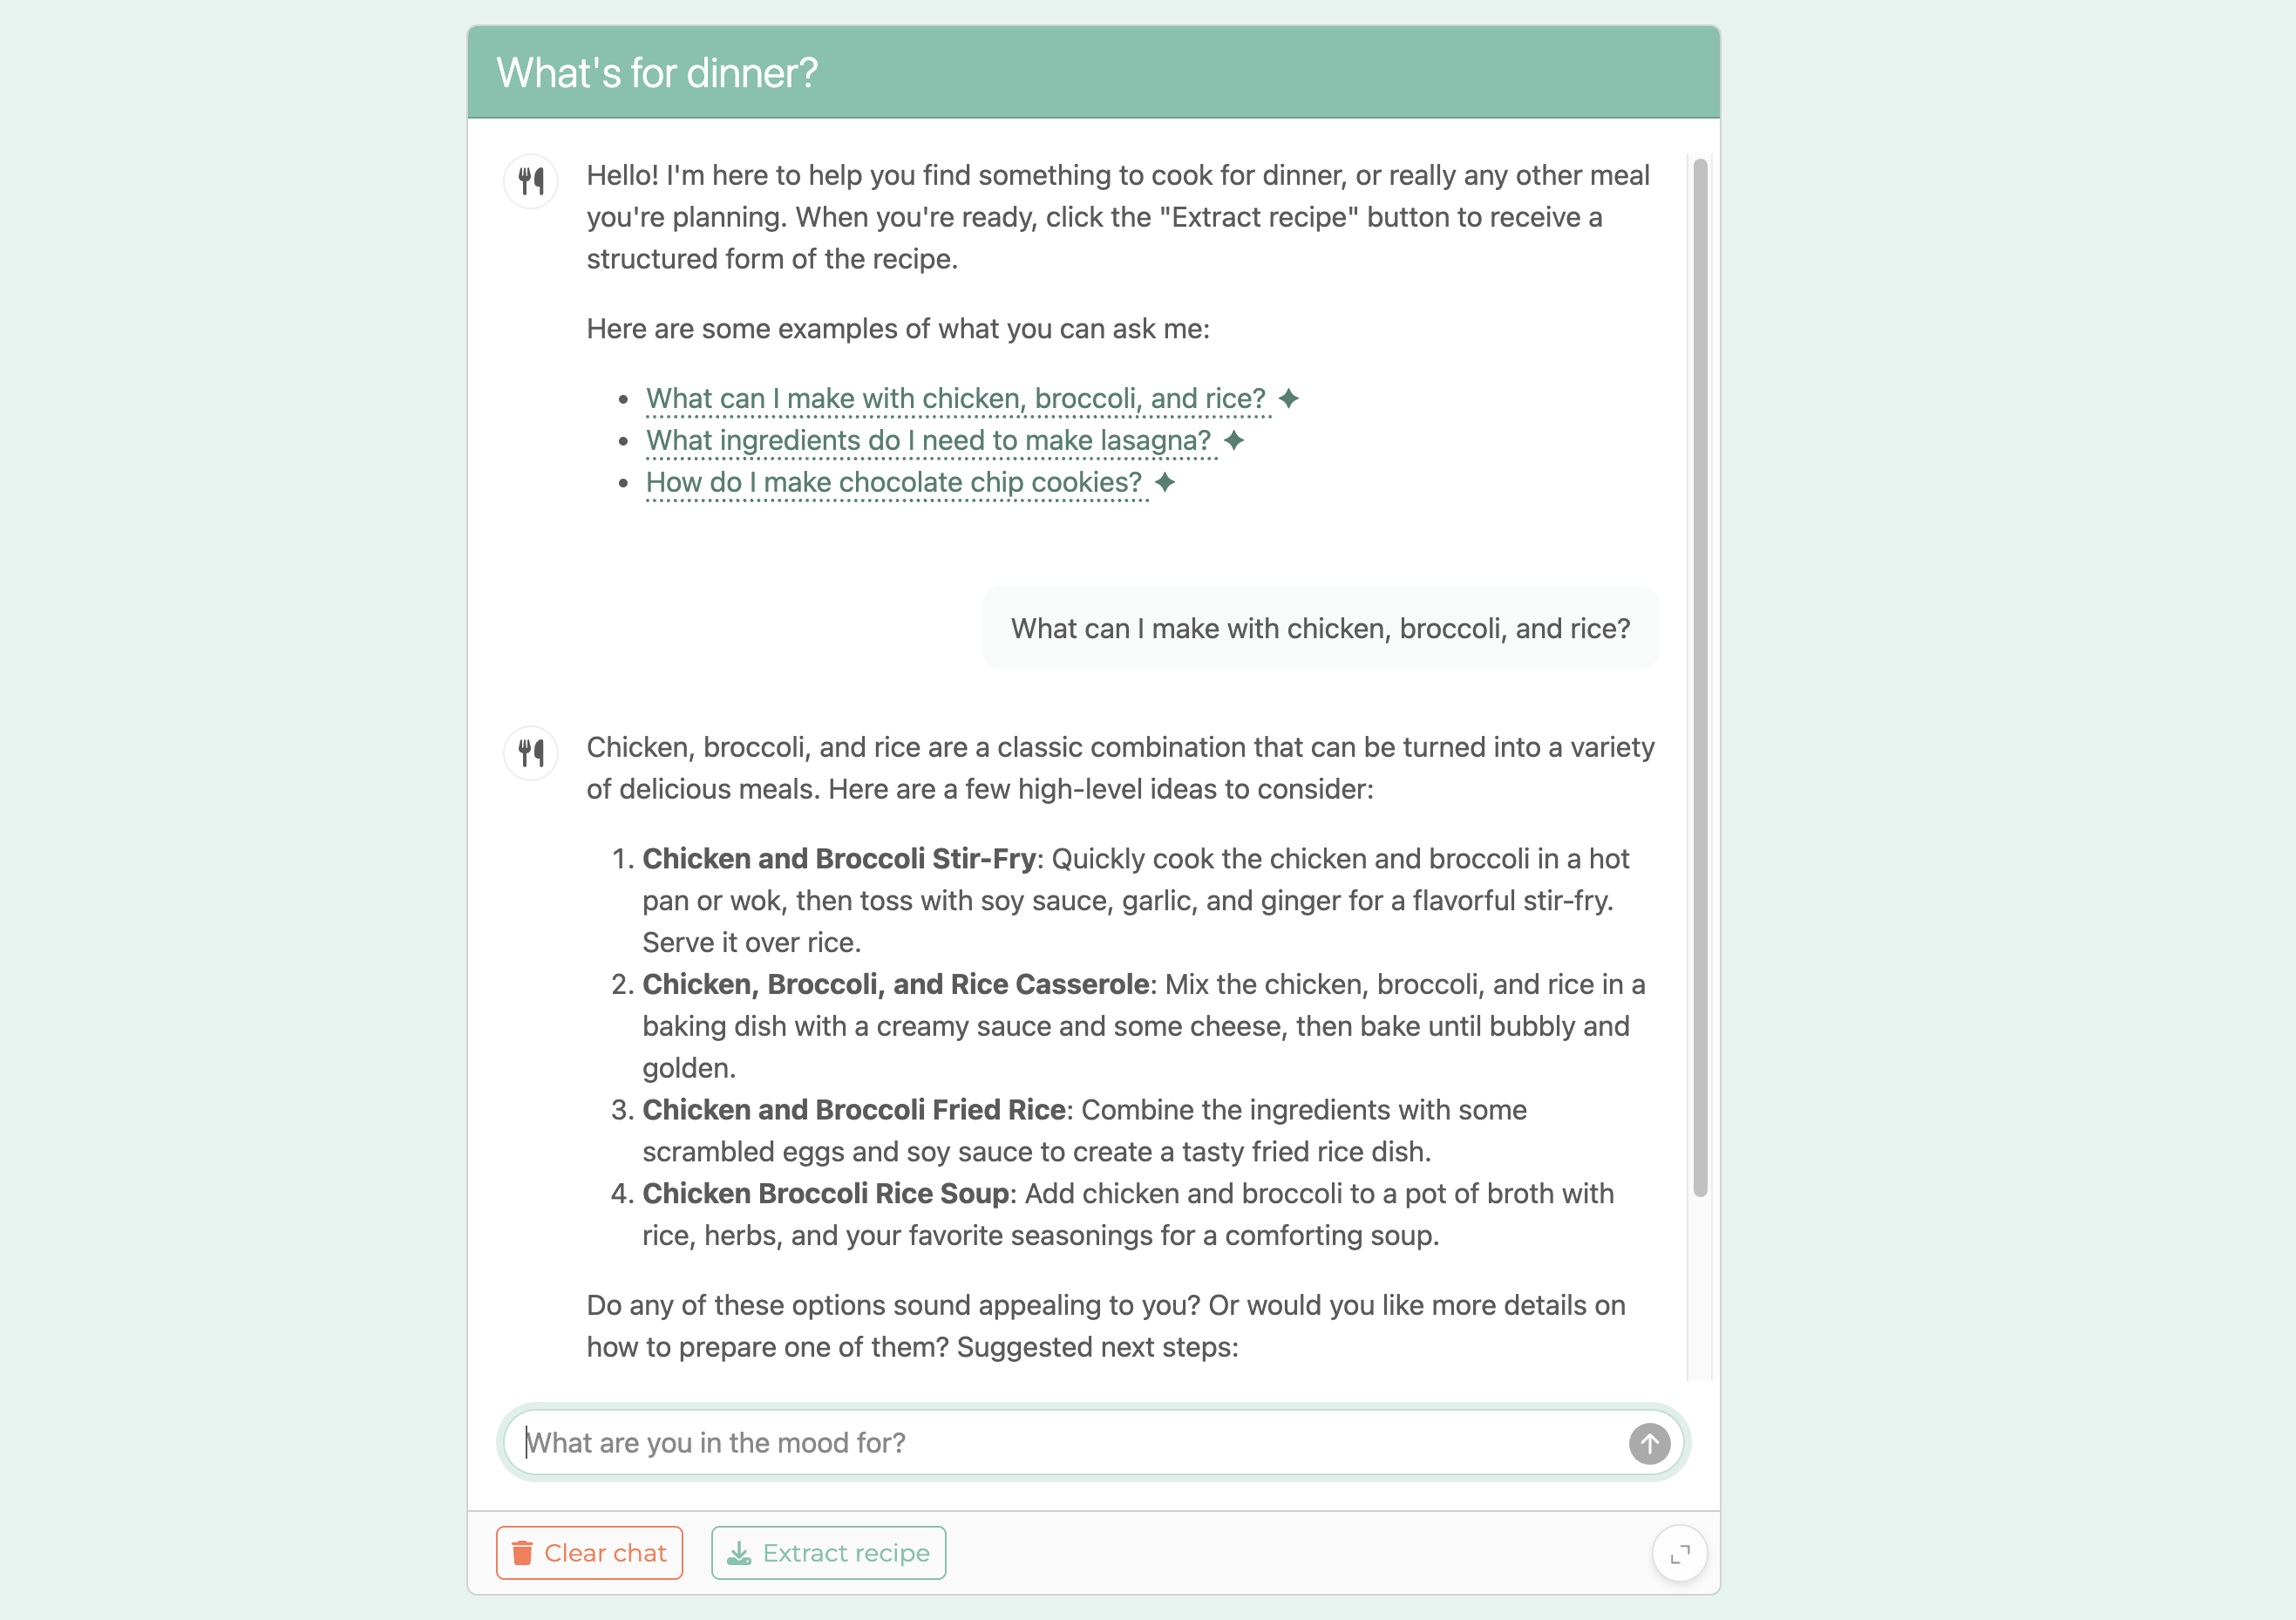 What's for dinner?
Hello! I'm here to help you find something to cook for dinner, or really any other meal
you're planning. When you're ready, click the "Extract recipe" button to receive a
structured form of the recipe.
Here are some examples of what you can ask me:
• What can I make with chicken, broccoli, and rice?
• What ingredients do I need to make lasagna?
• How do I make chocolate chip cookies?
What can I make with chicken, broccoli, and rice?
Chicken, broccoli, and rice are a classic combination that can be turned into a variety
of delicious meals. Here are a few high-level ideas to consider:
1. Chicken and Broccoli Stir-Fry: Quickly cook the chicken and broccoli in a hot
pan or wok, then toss with soy sauce, garlic, and ginger for a flavorful stir-fry.
Serve it over rice.
2. Chicken, Broccoli, and Rice Casserole: Mix the chicken, broccoli, and rice in a
baking dish with a creamy sauce and some cheese, then bake until bubbly and
golden.
3. Chicken and Broccoli Fried Rice: Combine the ingredients with some
scrambled eggs and soy sauce to create a tasty fried rice dish.
4. Chicken Broccoli Rice Soup: Add chicken and broccoli to a pot of broth with
rice, herbs, and your favorite seasonings for a comforting soup.
Do any of these options sound appealing to you? Or would you like more details on
how to prepare one of them? Suggested next steps:
What are you in the mood for?
Clear chat
Extract recipe